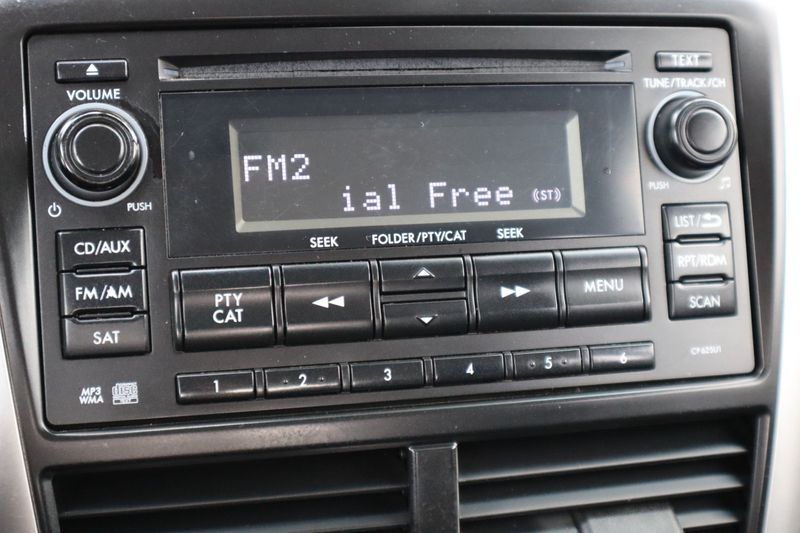 TEXT
VOLUME
TUNE/TRACK/CH
FM2
ial Free (ST)
PUSH
PUSH
SEEK
FOLDER/PTY/CAT
SEEK
CD/AUX
LIST/
FM/AM
PTY
CAT
MENU
RPT/RDM
SAT
SCAN
1
2
3
4
5
6
MP3
WMA
CF625U1